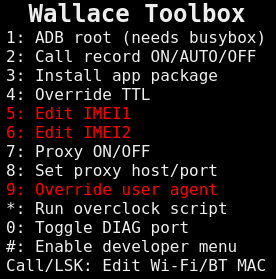 Wallace Toolbox
1: ADB root (needs busybox)
2: Call record ON/AUTO/OFF
3: Install app package
4: Override TTL
5: Edit IMEI1
6: Edit IMEI2
7: Proxy ON/OFF
8: Set proxy host/port
9: Override user agent
*: Run overclock script
0: Toggle DIAG port
#: Enable developer menu
Call/LSK: Edit Wi-Fi/BT MAC